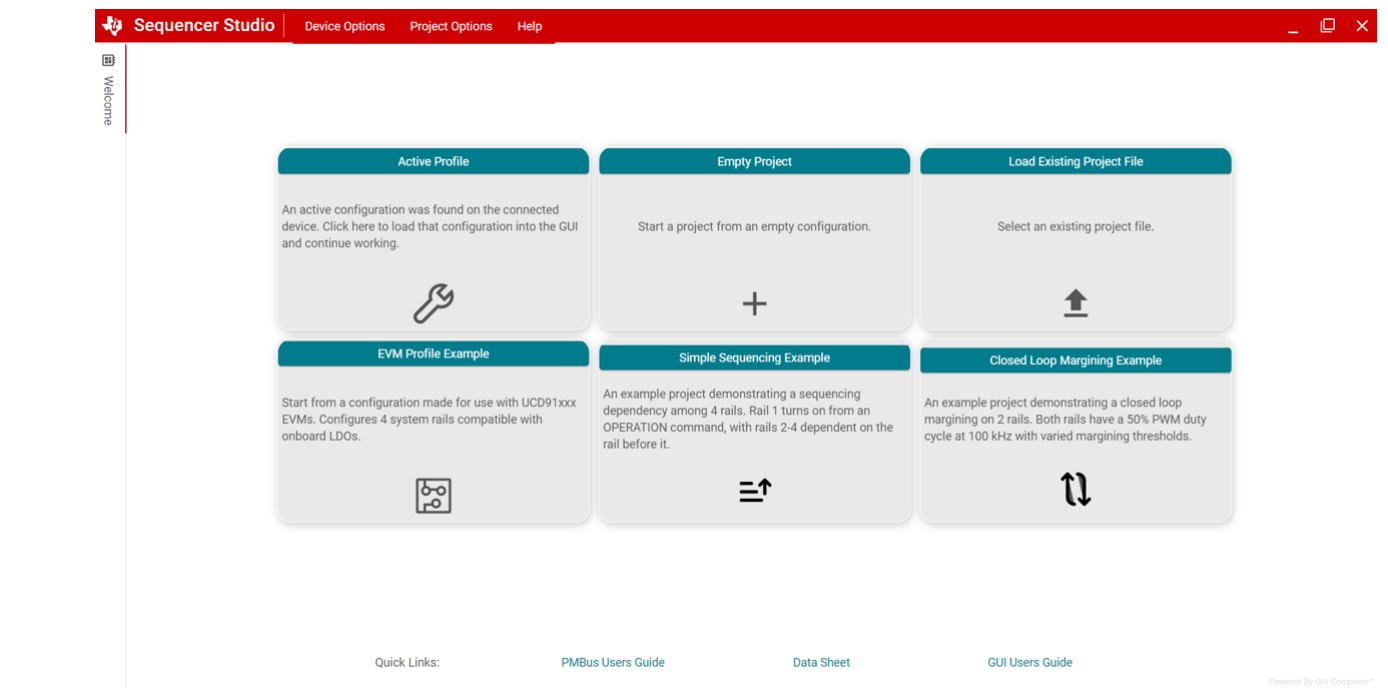 Sequencer Studio Device Options Project Options Help
Welcome
Active Profile
An active configuration was found on the connected
device. Click here to load that configuration into the GUI
and continue working.
Empty Project
Start a project from an empty configuration.
Load Existing Project File
Select an existing project file.
EVM Profile Example
Start from a configuration made for use with UCD91xxx
EVMs. Configures 4 system rails compatible with
onboard LDOs.
Simple Sequencing Example
An example project demonstrating a sequencing
dependency among 4 rails. Rail 1 turns on from an
OPERATION command, with rails 2-4 dependent on the
rail before it.
Closed Loop Margining Example
An example project demonstrating a closed loop
margining on 2 rails. Both rails have a 50% PWM duty
cycle at 100 kHz with varied margining thresholds.
Quick Links: PMBus Users Guide Data Sheet GUI Users Guide
Powered By GUI Composer™